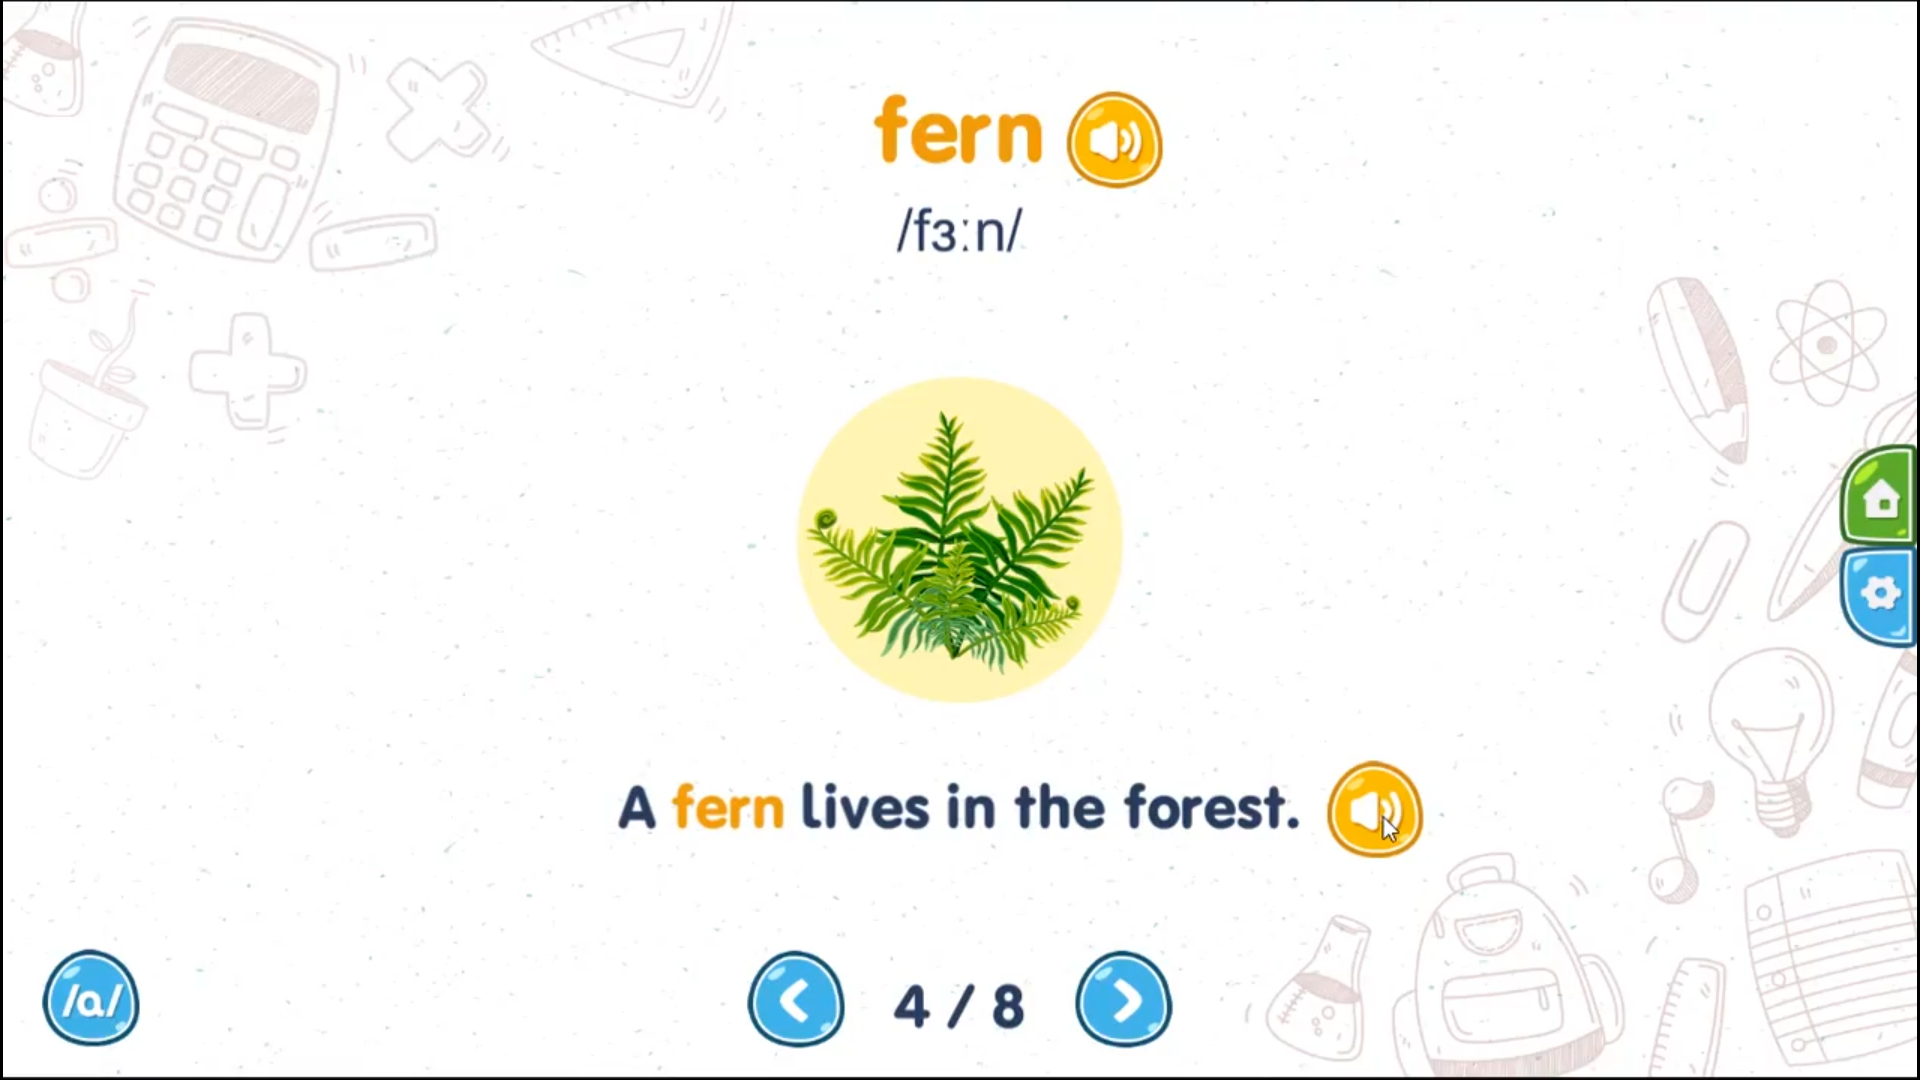 fern
/fɜːn/
A fern lives in the forest.
/a/
4 / 8